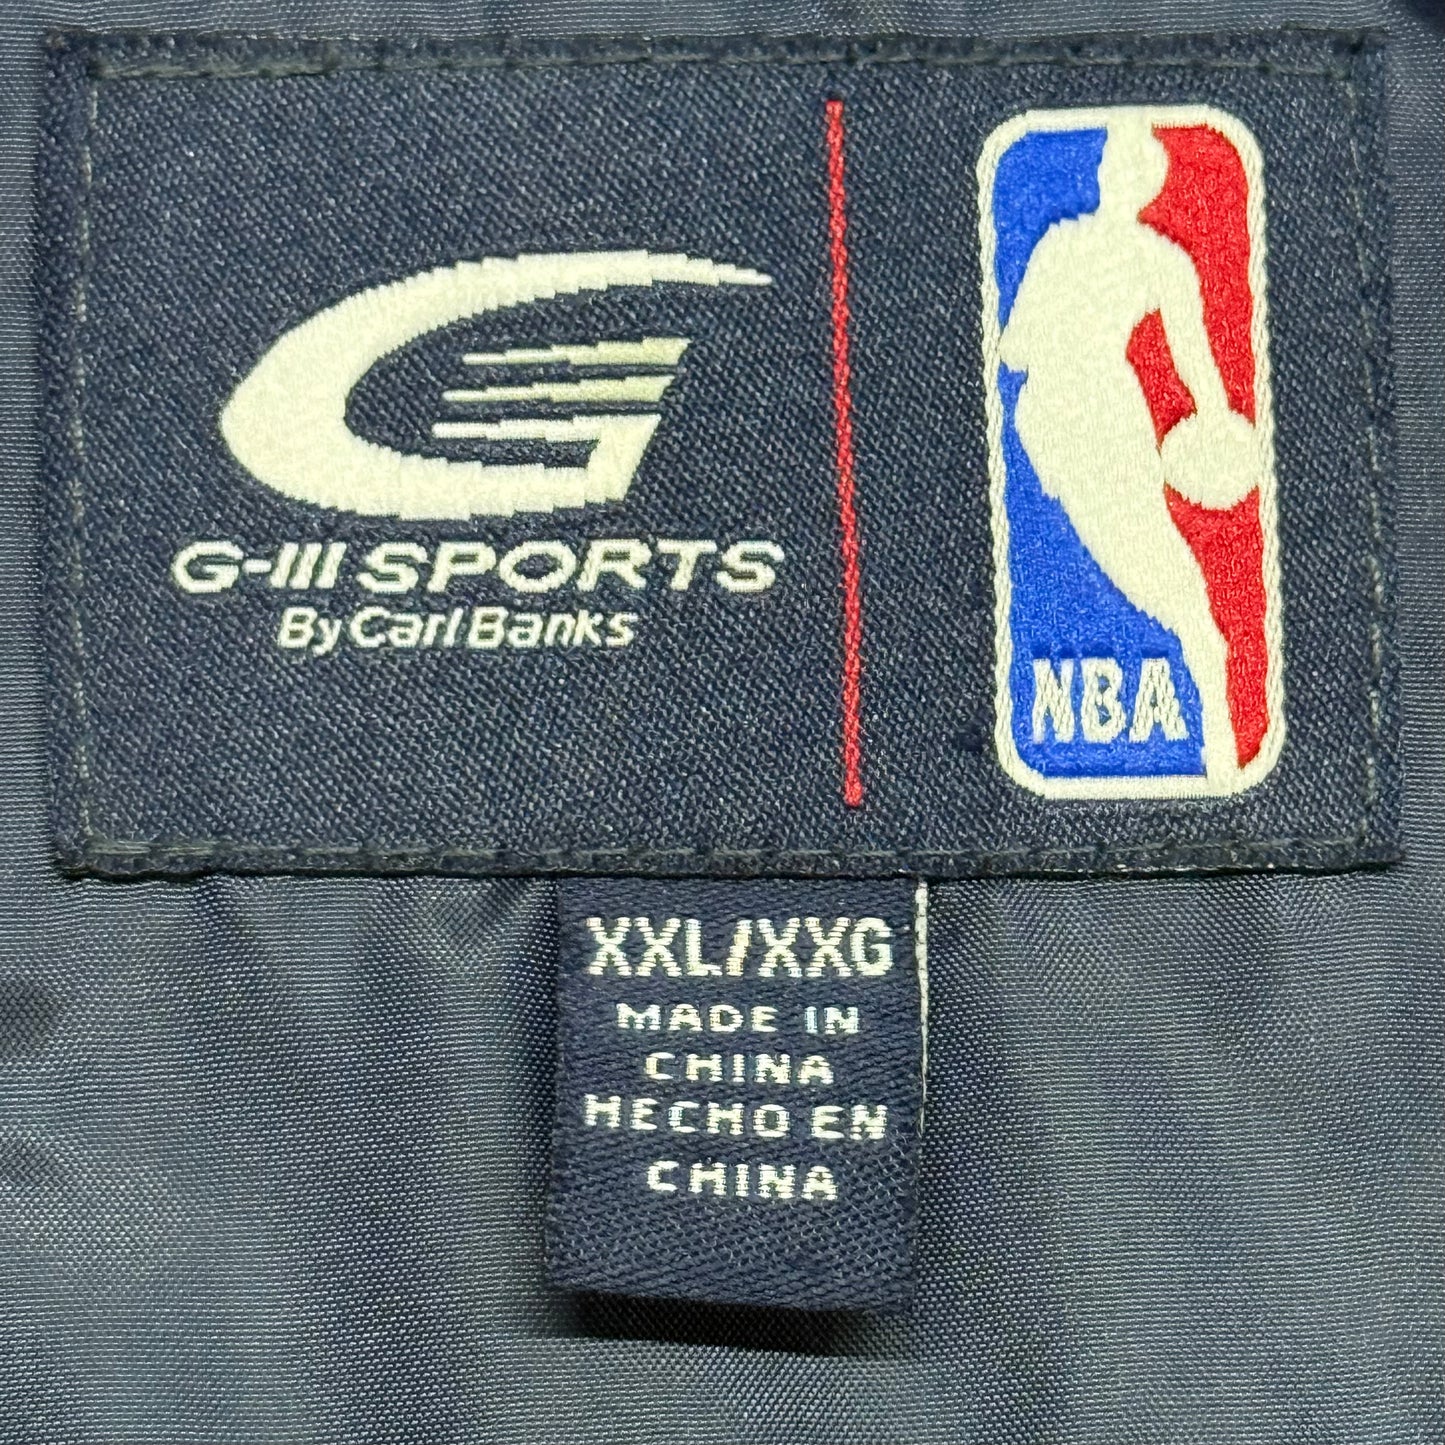 G-III SPORTS
By Carl Banks
NBA
XXL/XXG
MADE IN
CHINA
HECHO EN
CHINA